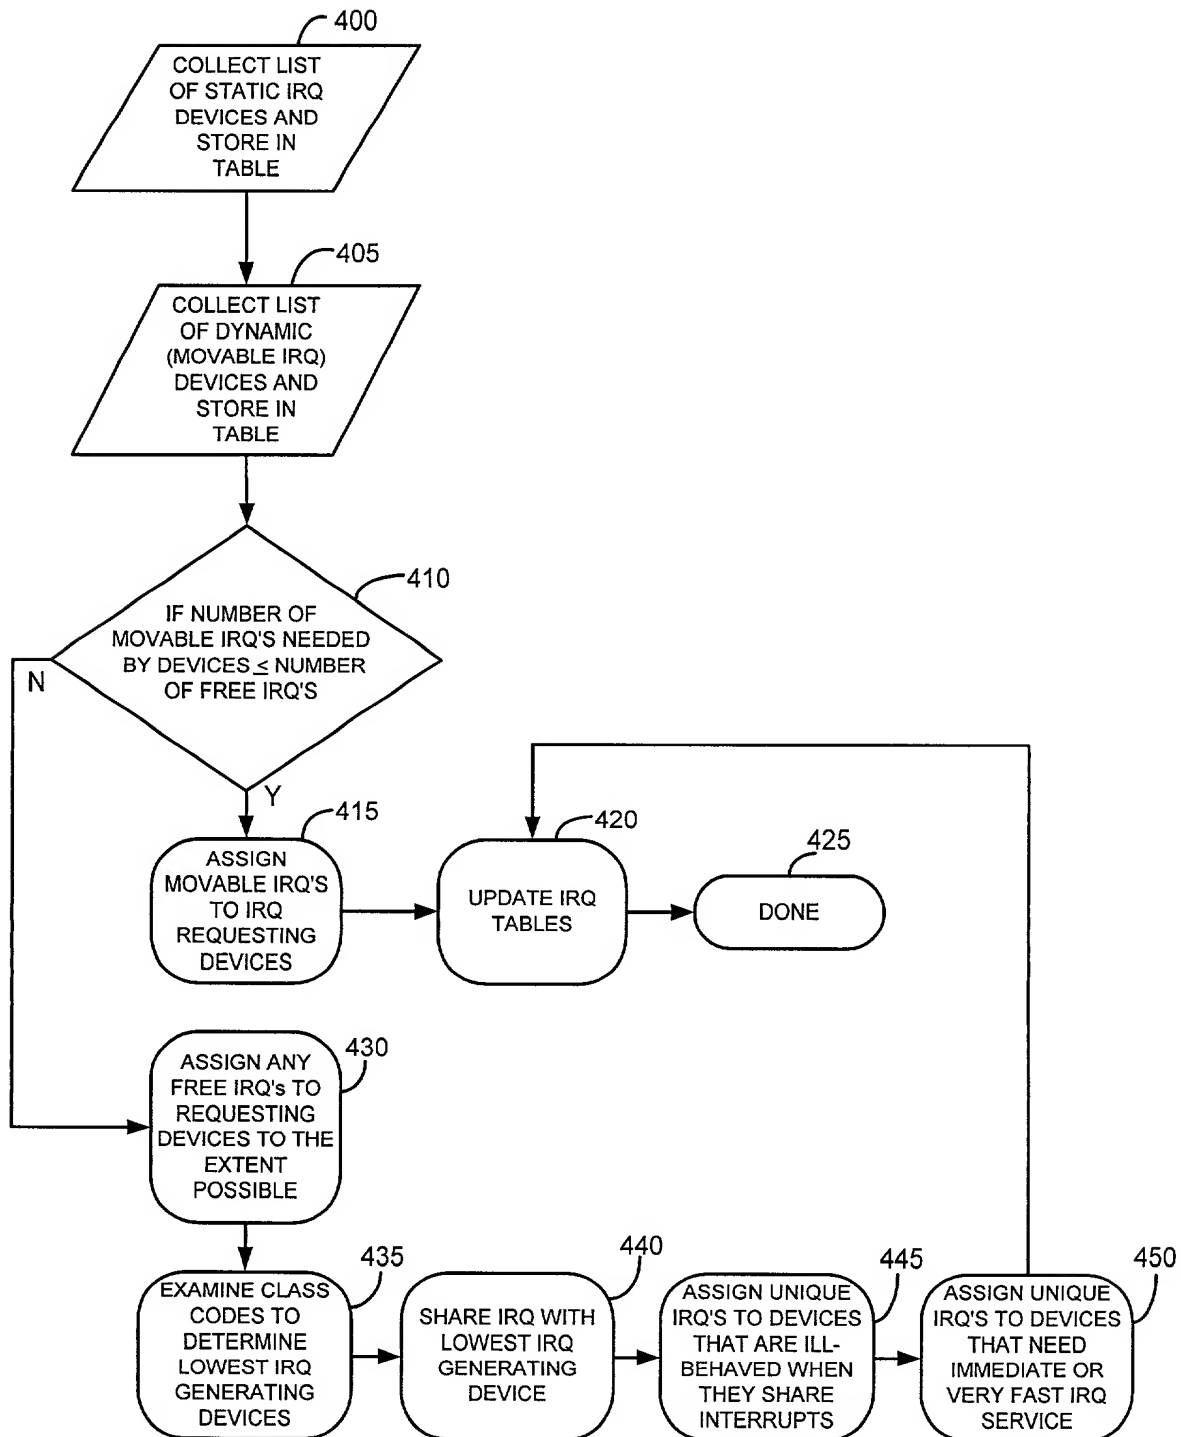 400
COLLECT LIST
OF STATIC IRQ
DEVICES AND
STORE IN
TABLE
405
COLLECT LIST
OF DYNAMIC
(MOVABLE IRQ)
DEVICES AND
STORE IN
TABLE
410
IF NUMBER OF
MOVABLE IRQ'S NEEDED
BY DEVICES ≤ NUMBER
OF FREE IRQ'S
N
Y
415
ASSIGN
MOVABLE IRQ'S
TO IRQ
REQUESTING
DEVICES
420
UPDATE IRQ
TABLES
425
DONE
430
ASSIGN ANY
FREE IRQ's TO
REQUESTING
DEVICES TO THE
EXTENT
POSSIBLE
435
EXAMINE CLASS
CODES TO
DETERMINE
LOWEST IRQ
GENERATING
DEVICES
440
SHARE IRQ WITH
LOWEST IRQ
GENERATING
DEVICE
445
ASSIGN UNIQUE
IRQ'S TO DEVICES
THAT ARE ILL-
BEHAVED WHEN
THEY SHARE
INTERRUPTS
450
ASSIGN UNIQUE
IRQ'S TO DEVICES
THAT NEED
IMMEDIATE OR
VERY FAST IRQ
SERVICE